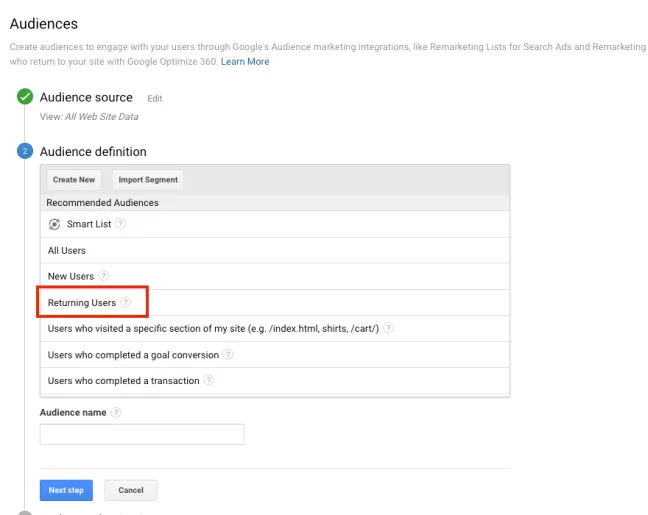 Audiences
Create audiences to engage with your users through Google's Audience marketing integrations, like Remarketing Lists for Search Ads and Remarketing
who return to your site with Google Optimize 360. Learn More
Audience source Edit
View: All Web Site Data
2 Audience definition
Create New Import Segment
Recommended Audiences
Smart List ?
All Users
New Users ?
Returning Users ?
Users who visited a specific section of my site (e.g. /index.html, shirts, /cart/) ?
Users who completed a goal conversion ?
Users who completed a transaction ?
Audience name ?
Next step Cancel